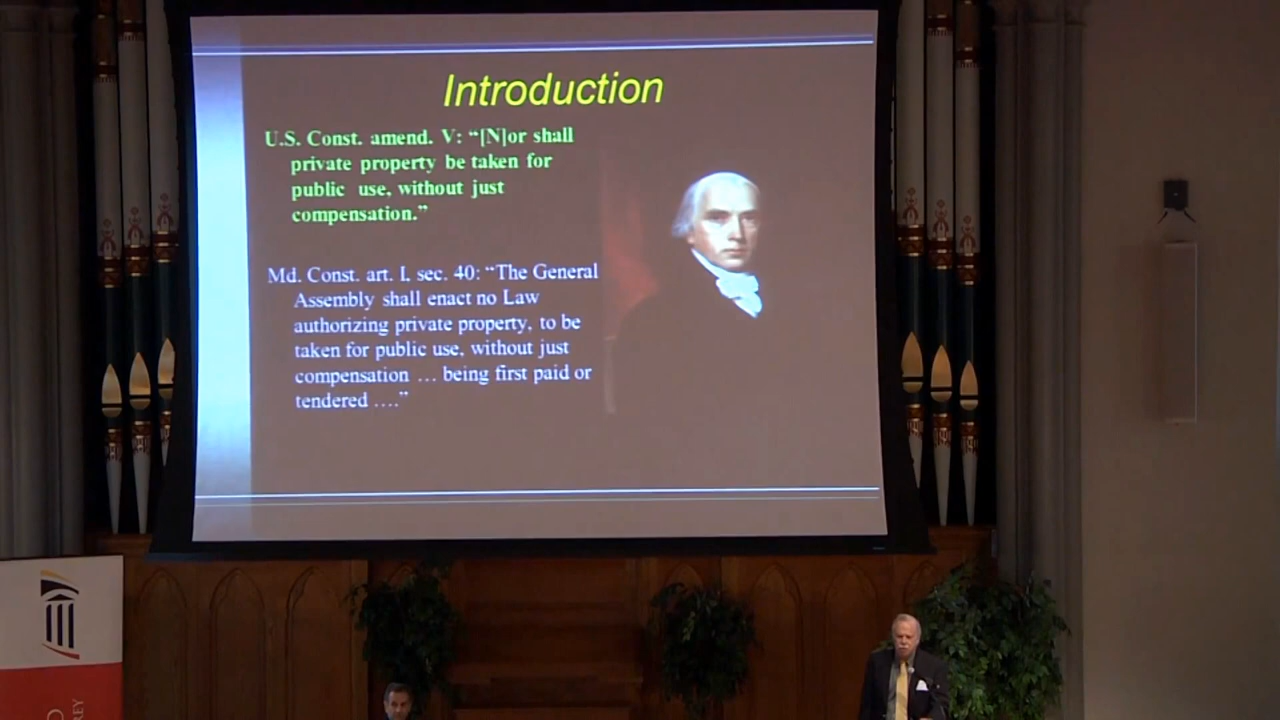 Introduction
U.S. Const. amend. V: “[N]or shall
private property be taken for
public use, without just
compensation.”
Md. Const. art. I. sec. 40: “The General
Assembly shall enact no Law
authorizing private property, to be
taken for public use, without just
compensation … being first paid or
tendered ….”